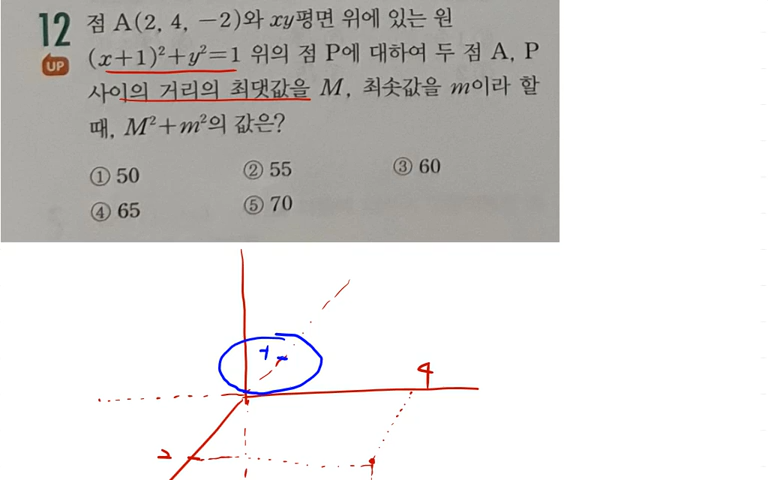 12 점 A(2, 4, −2)와 xy평면 위에 있는 원
UP (x+1)²+y²=1 위의 점 P에 대하여 두 점 A, P
사이의 거리의 최댓값을 M, 최솟값을 m이라 할
때, M²+m²의 값은?
① 50 ② 55 ③ 60
④ 65 ⑤ 70
4
2